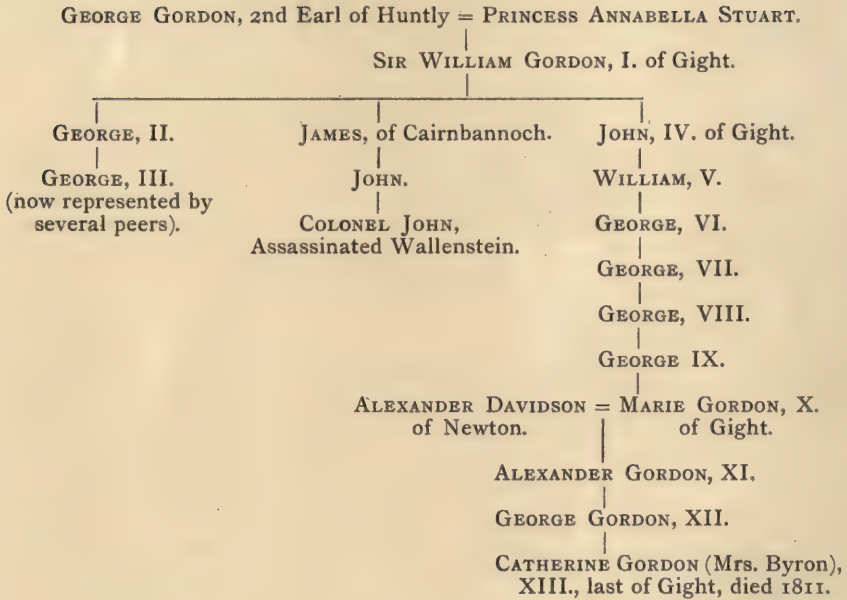 GEORGE GORDON, 2nd Earl of Huntly = PRINCESS ANNABELLA STUART.
SIR WILLIAM GORDON, I. of Gight.
GEORGE, II. JAMES, of Cairnbannoch. JOHN, IV. of Gight.
GEORGE, III. JOHN. WILLIAM, V.
(now represented by
several peers). COLONEL JOHN, GEORGE, VI.
Assassinated Wallenstein.
GEORGE, VII.
GEORGE, VIII.
GEORGE IX.
ALEXANDER DAVIDSON = MARIE GORDON, X.
of Newton. of Gight.
ALEXANDER GORDON, XI.
GEORGE GORDON, XII.
CATHERINE GORDON (Mrs. Byron),
XIII., last of Gight, died 1811.